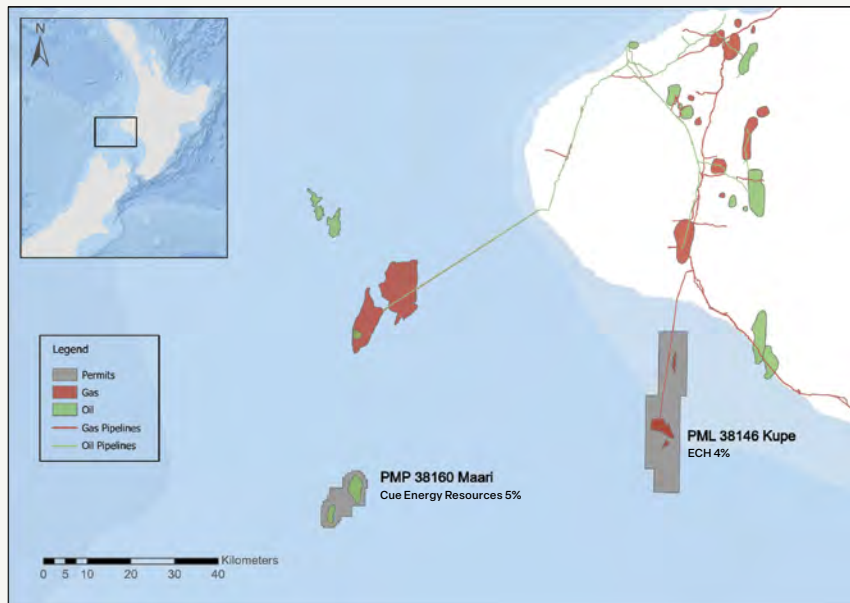 N
Legend
Permits
Gas
Oil
Gas Pipelines
Oil Pipelines
PML 38146 Kupe
ECH 4%
PMP 38160 Maari
Cue Energy Resources 5%
Kilometers
0 5 10 20 30 40